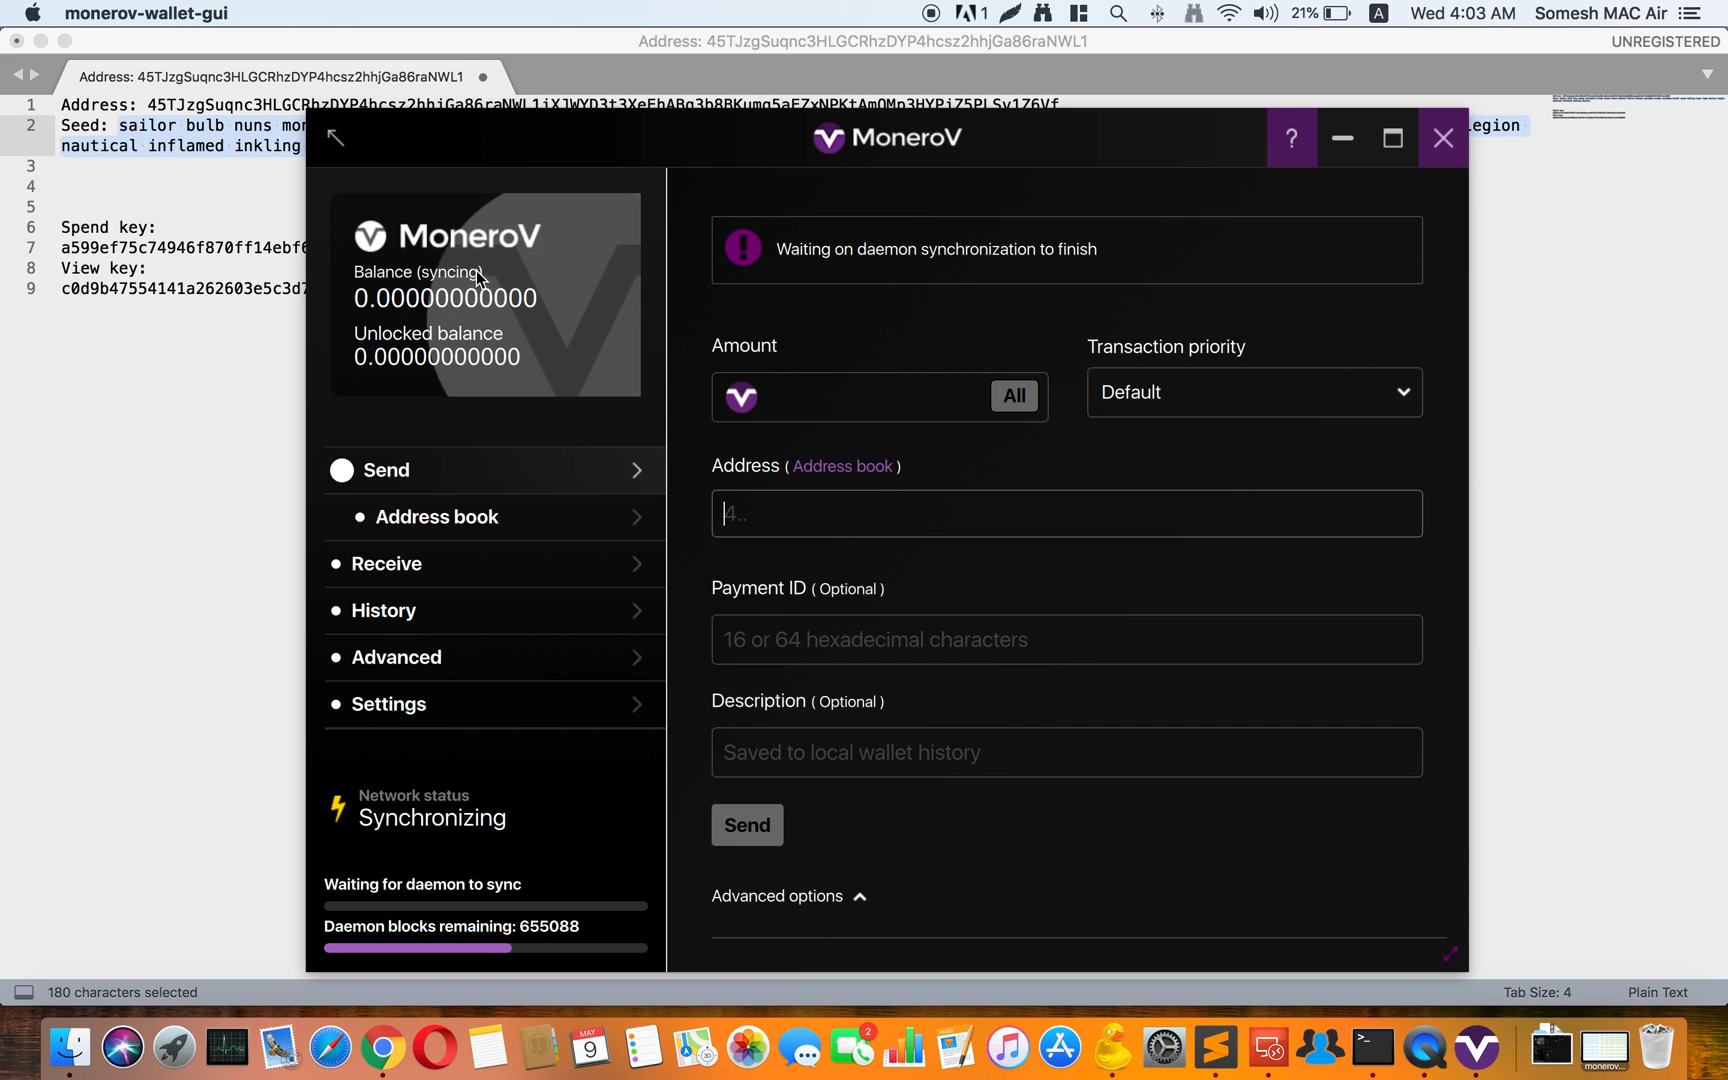 monerov-wallet-gui
1
21%
A
Wed 4:03 AM
Somesh MAC Air
Address: 45TJzgSuqnc3HLGCRhzDYP4hcsz2hhjGa86raNWL1
UNREGISTERED
Address: 45TJzgSuqnc3HLGCRhzDYP4hcsz2hhjGa86raNWL1
1 Address:
2 Seed: sailor bulb nuns
legion
nautical inflamed inkling
3
4
5
6 Spend key:
7
8 View key:
9
MoneroV
?
MoneroV
Balance (syncing)
0.00000000000
Unlocked balance
0.00000000000
Send
Address book
Receive
History
Advanced
Settings
Network status
Synchronizing
Waiting for daemon to sync
Daemon blocks remaining: 655088
Waiting on daemon synchronization to finish
Amount
Transaction priority
All
Default
Address ( Address book )
4..
Payment ID ( Optional )
16 or 64 hexadecimal characters
Description ( Optional )
Saved to local wallet history
Send
Advanced options
180 characters selected
Tab Size: 4
Plain Text
MAY
9
2
monerov...